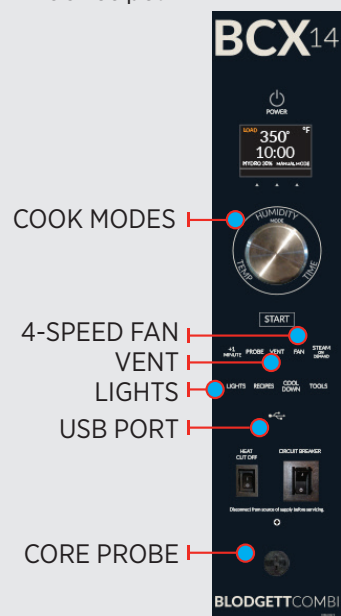 BCX14
POWER
LOAD 350° °F
10:00
HYDRO 30% MANUAL MODE
COOK MODES
HUMIDITY
MODE
TEMP
TIME
START
4-SPEED FAN
+1 MINUTE PROBE VENT FAN STEAM ON DEMAND
VENT
LIGHTS
LIGHTS RECIPES COOL DOWN TOOLS
USB PORT
HEAT CUT OFF
CIRCUIT BREAKER
Disconnect from source of supply before servicing.
CORE PROBE
BLODGETTCOMBI